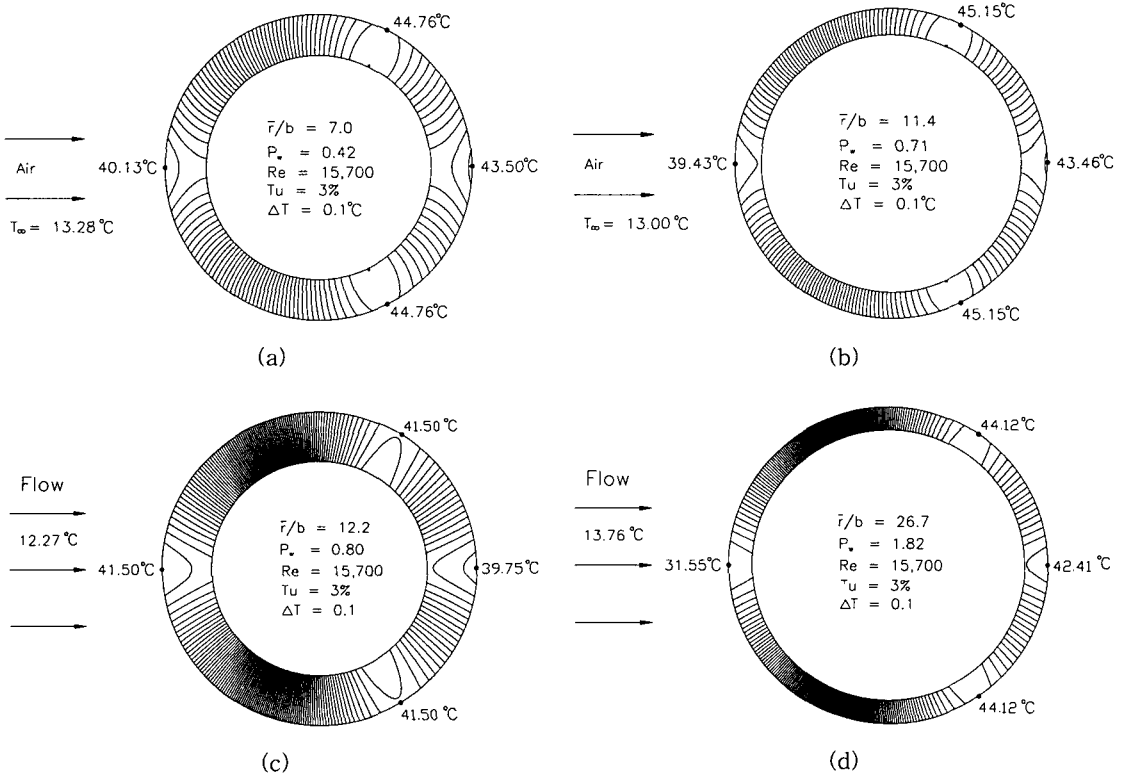 44.76°C
r̄/b = 7.0
P_w = 0.42
Re = 15,700
Tu = 3%
ΔT = 0.1°C
Air
40.13°C
43.50°C
T∞ = 13.28°C
44.76°C
(a)
45.15°C
r̄/b = 11.4
P_w = 0.71
Re = 15,700
Tu = 3%
ΔT = 0.1°C
Air
39.43°C
43.46°C
T∞ = 13.00°C
45.15°C
(b)
41.50°C
Flow
12.27°C
r̄/b = 12.2
P_w = 0.80
Re = 15,700
Tu = 3%
ΔT = 0.1
41.50°C
39.75°C
41.50°C
(c)
44.12°C
Flow
13.76°C
r̄/b = 26.7
P_w = 1.82
Re = 15,700
Tu = 3%
ΔT = 0.1
31.55°C
42.41°C
44.12°C
(d)